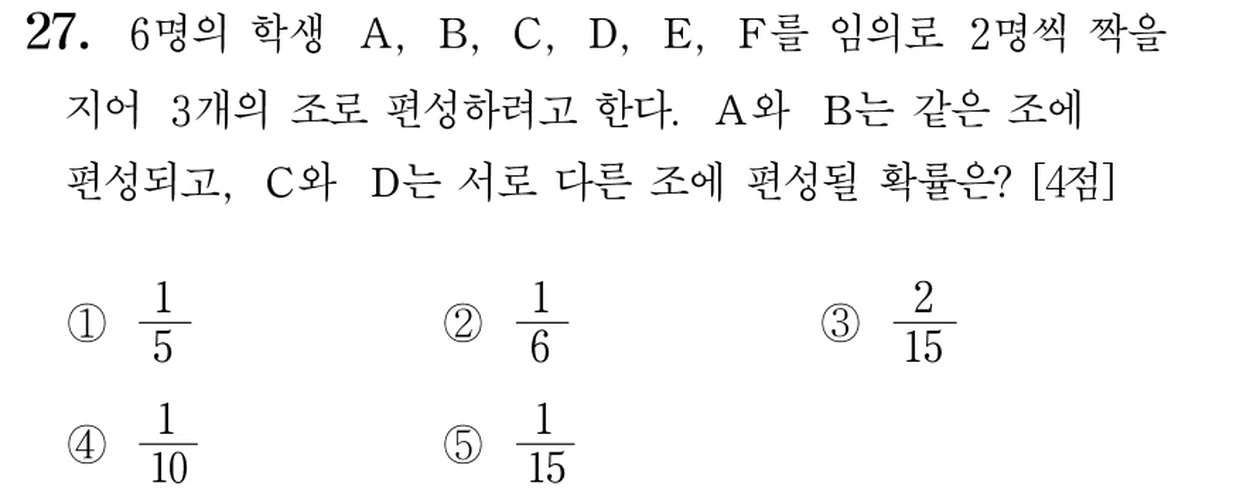 27. 6명의 학생 A, B, C, D, E, F를 임의로 2명씩 짝을
지어 3개의 조로 편성하려고 한다. A와 B는 같은 조에
편성되고, C와 D는 서로 다른 조에 편성될 확률은? [4점]
① 1/5 ② 1/6 ③ 2/15
④ 1/10 ⑤ 1/15